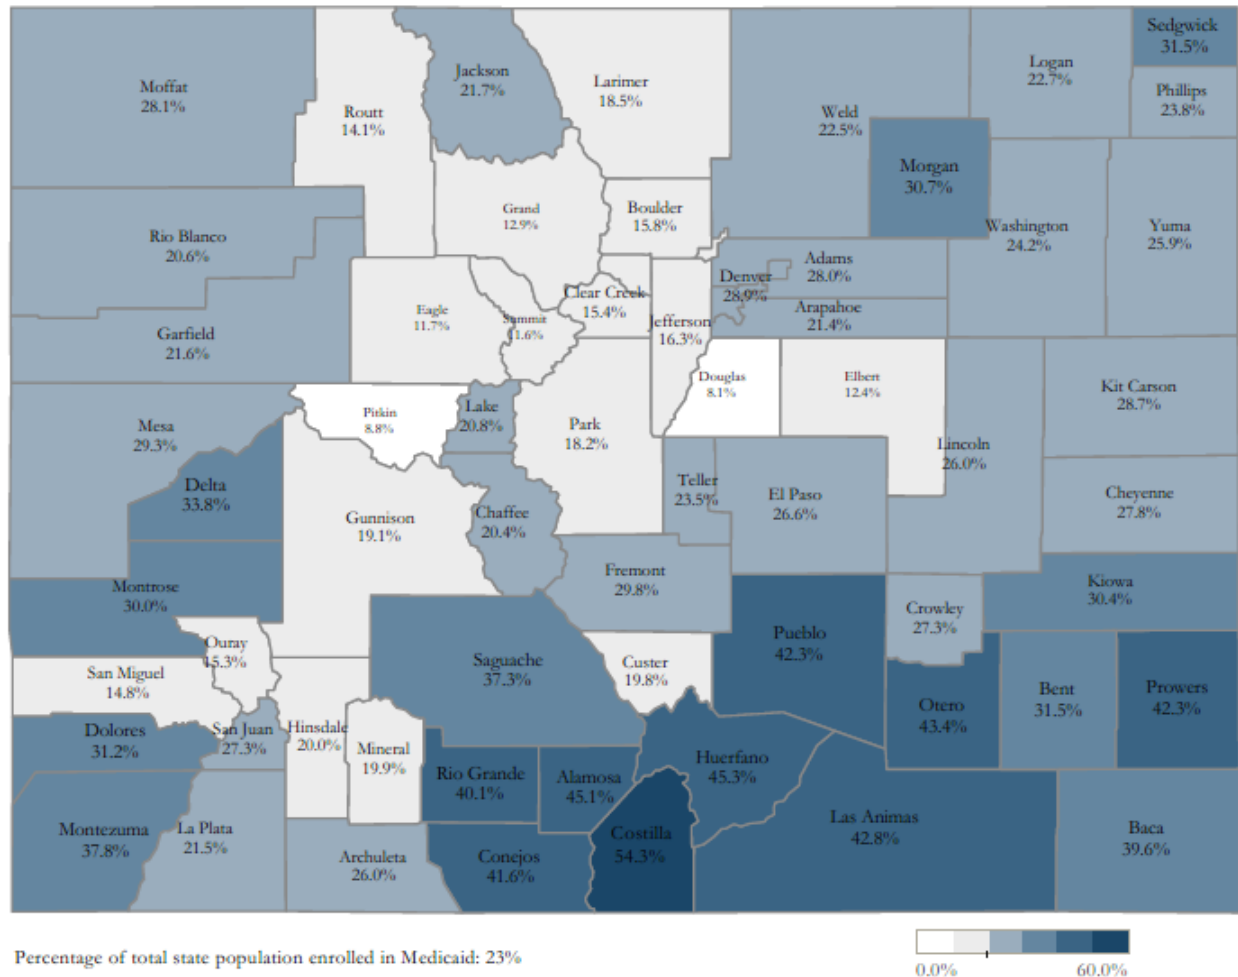 Sedgwick
31.5%
Logan
22.7%
Jackson
21.7%
Larimer
18.5%
Moffat
28.1%
Phillips
23.8%
Routt
14.1%
Weld
22.5%
Morgan
30.7%
Grand
12.9%
Boulder
15.8%
Washington
24.2%
Yuma
25.9%
Rio Blanco
20.6%
Adams
28.0%
Denver
28.9%
Clear Creek
15.4%
Eagle
11.7%
Summit
11.6%
Arapahoe
21.4%
Jefferson
16.3%
Garfield
21.6%
Douglas
8.1%
Elbert
12.4%
Kit Carson
28.7%
Pitkin
8.8%
Lake
20.8%
Mesa
29.3%
Park
18.2%
Lincoln
26.0%
Delta
33.8%
Teller
23.5%
El Paso
26.6%
Cheyenne
27.8%
Gunnison
19.1%
Chaffee
20.4%
Montrose
30.0%
Fremont
29.8%
Kiowa
30.4%
Crowley
27.3%
Pueblo
42.3%
Ouray
15.3%
Saguache
37.3%
Custer
19.8%
San Miguel
14.8%
Bent
31.5%
Prowers
42.3%
Otero
43.4%
Dolores
31.2%
San Juan
27.3%
Hinsdale
20.0%
Mineral
19.9%
Huerfano
45.3%
Rio Grande
40.1%
Alamosa
45.1%
Las Animas
42.8%
Montezuma
37.8%
La Plata
21.5%
Costilla
54.3%
Baca
39.6%
Archuleta
26.0%
Conejos
41.6%
Percentage of total state population enrolled in Medicaid: 23%
0.0% 60.0%